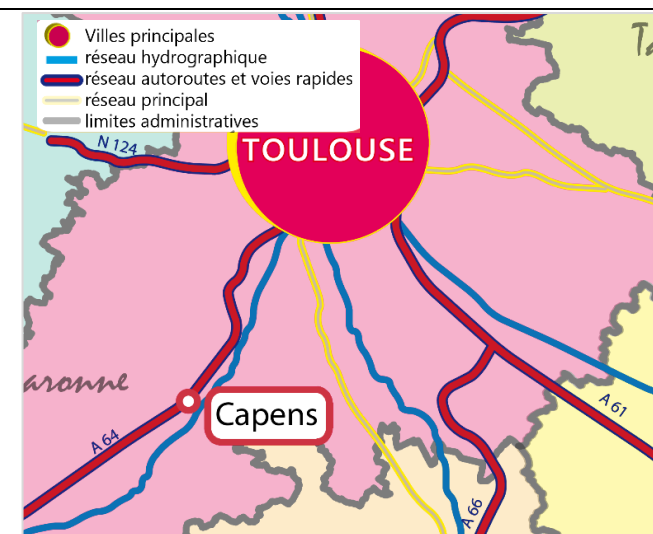 Villes principales
réseau hydrographique
réseau autoroutes et voies rapides
réseau principal
limites administratives
Ta
N 124
TOULOUSE
aronne
Capens
A 64
A 61
A 66